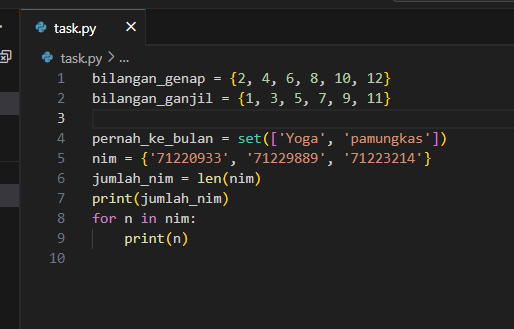 task.py
task.py > ...
1 bilangan_genap = {2, 4, 6, 8, 10, 12}
2 bilangan_ganjil = {1, 3, 5, 7, 9, 11}
3
4 pernah_ke_bulan = set(['Yoga', 'pamungkas'])
5 nim = {'71220933', '71229889', '71223214'}
6 jumlah_nim = len(nim)
7 print(jumlah_nim)
8 for n in nim:
9     print(n)
10